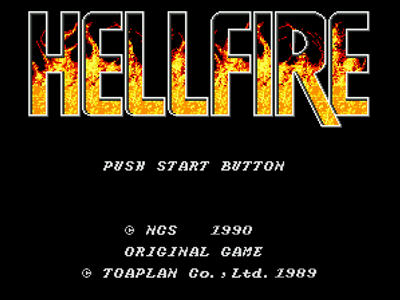 HELLFIRE
PUSH START BUTTON
© NCS 1990
ORIGINAL GAME
© TOAPLAN Co.,Ltd.1989